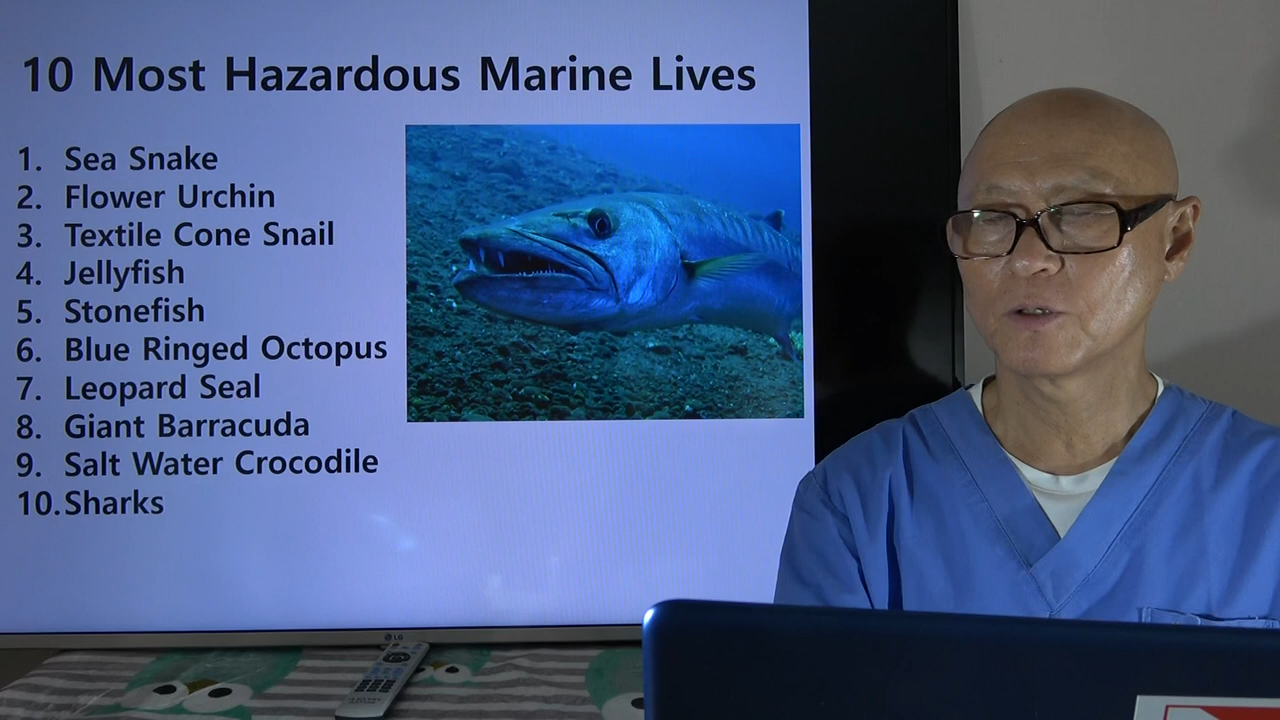 10 Most Hazardous Marine Lives
1. Sea Snake
2. Flower Urchin
3. Textile Cone Snail
4. Jellyfish
5. Stonefish
6. Blue Ringed Octopus
7. Leopard Seal
8. Giant Barracuda
9. Salt Water Crocodile
10. Sharks
LG